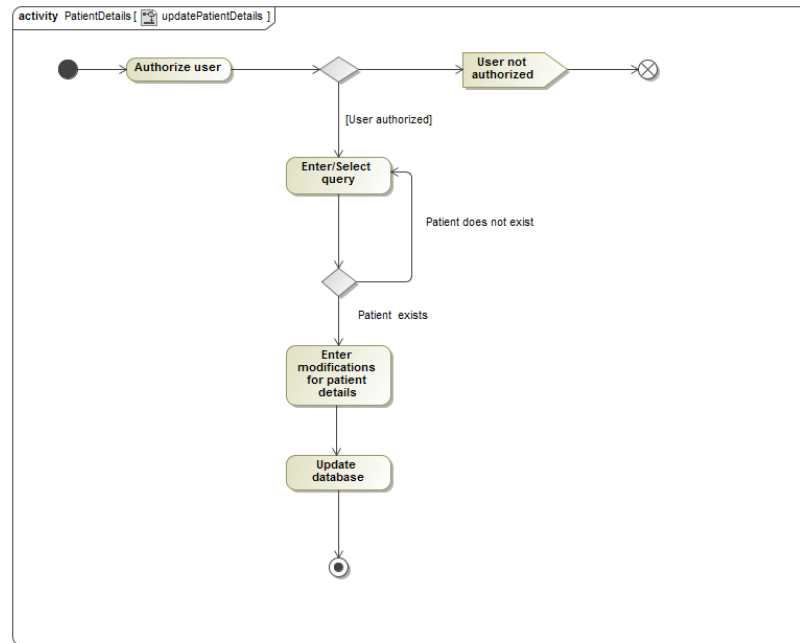 activity PatientDetails [ updatePatientDetails ]
Authorize user
User not
authorized
[User authorized]
Enter/Select
query
Patient does not exist
Patient exists
Enter
modifications
for patient
details
Update
database